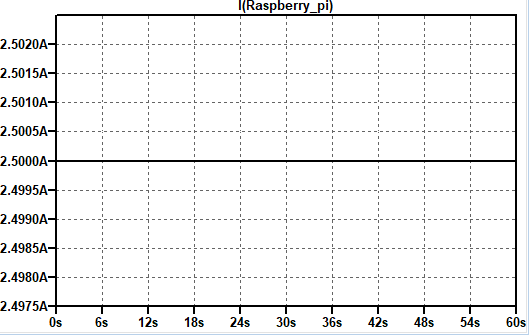 I(Raspberry_pi)
2.5020A
2.5015A
2.5010A
2.5005A
2.5000A
2.4995A
2.4990A
2.4985A
2.4980A
2.4975A
0s 6s 12s 18s 24s 30s 36s 42s 48s 54s 60s